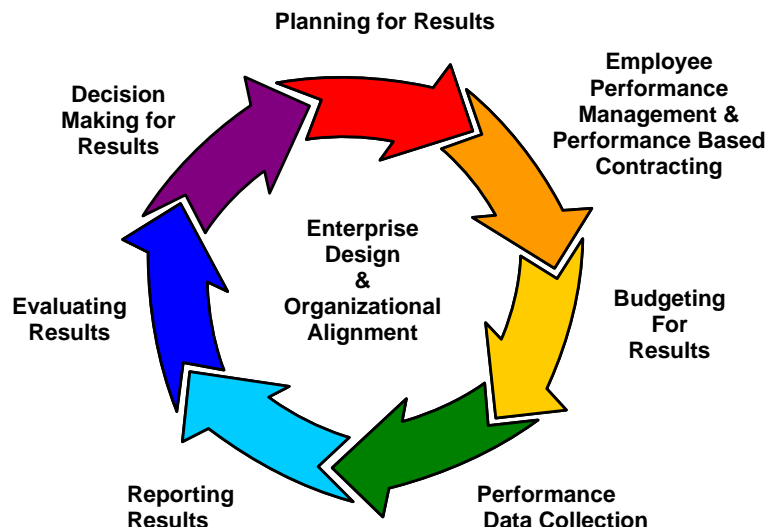 Planning for Results
Employee
Performance
Management &
Performance Based
Contracting
Budgeting
For
Results
Performance
Data Collection
Reporting
Results
Evaluating
Results
Decision
Making for
Results
Enterprise
Design
&
Organizational
Alignment